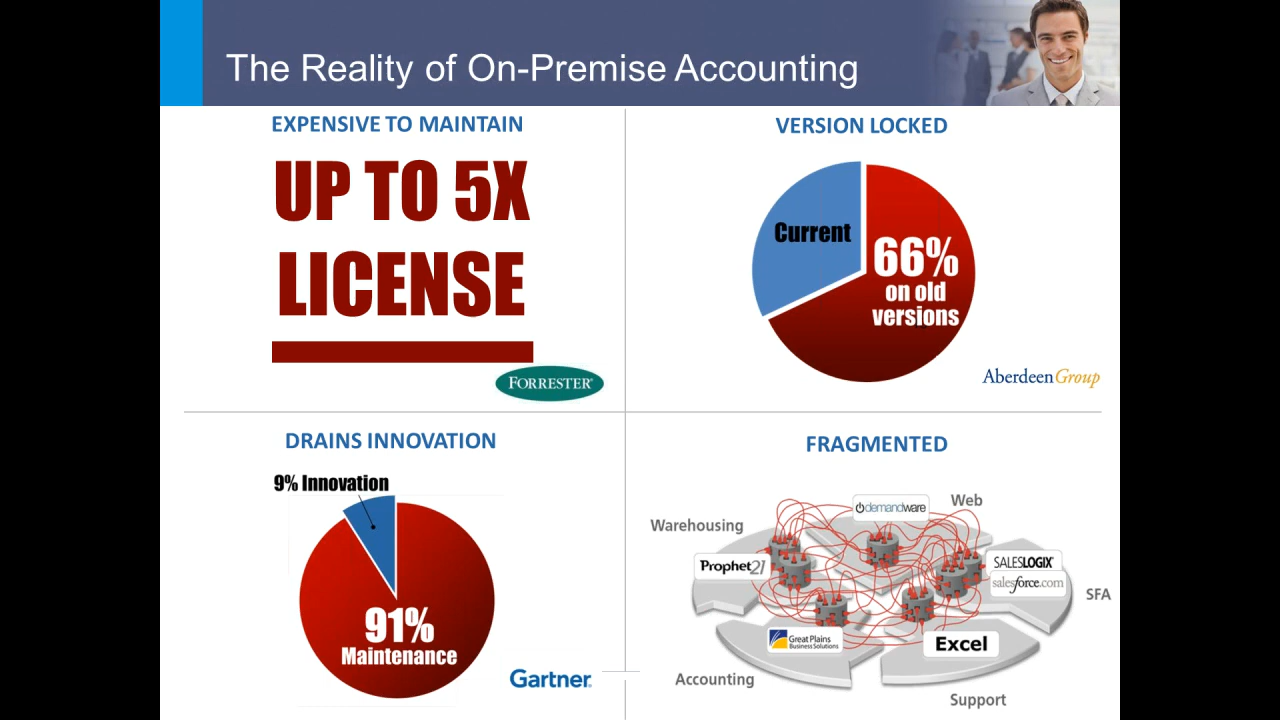 The Reality of On-Premise Accounting
EXPENSIVE TO MAINTAIN
UP TO 5X
LICENSE
FORRESTER®
VERSION LOCKED
Current
66%
on old
versions
AberdeenGroup
DRAINS INNOVATION
9% Innovation
91%
Maintenance
Gartner
FRAGMENTED
demandware
Web
Warehousing
Prophet21
SALESLOGIX
salesforce.com
SFA
Great Plains
Business Solutions
Excel
Accounting
Support